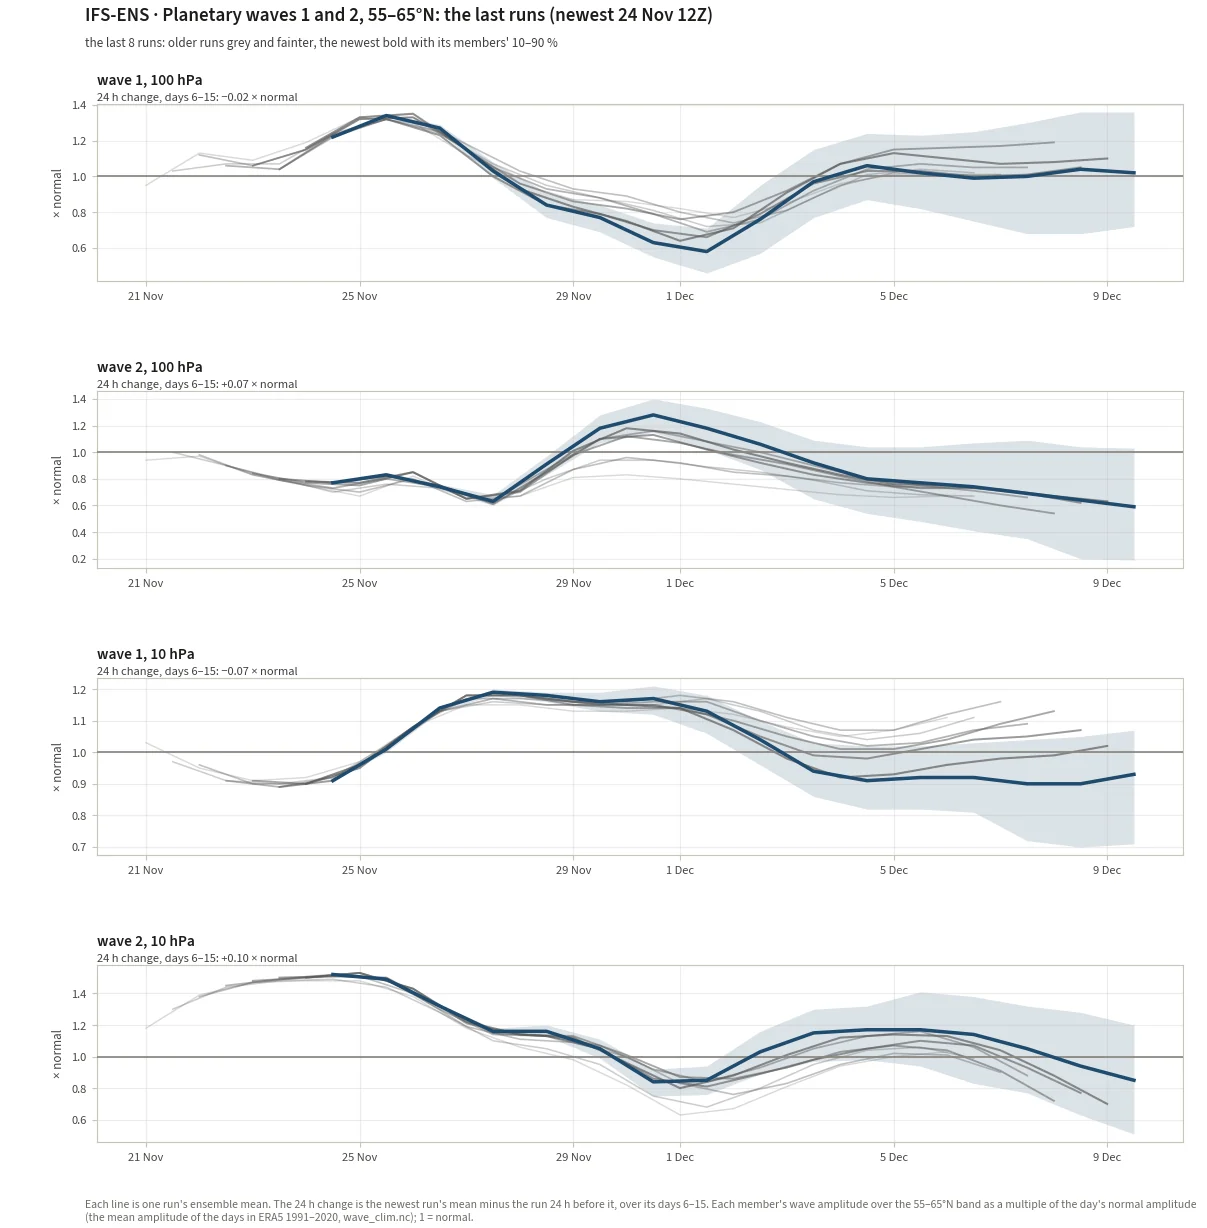 IFS-ENS · Planetary waves 1 and 2, 55–65°N: the last runs (newest 24 Nov 12Z)
the last 8 runs: older runs grey and fainter, the newest bold with its members' 10–90 %
wave 1, 100 hPa
24 h change, days 6–15: −0.02 × normal
1.4
1.2
1.0
0.8
0.6
× normal
21 Nov 25 Nov 29 Nov 1 Dec 5 Dec 9 Dec
wave 2, 100 hPa
24 h change, days 6–15: +0.07 × normal
1.4
1.2
1.0
0.8
0.6
0.4
0.2
× normal
21 Nov 25 Nov 29 Nov 1 Dec 5 Dec 9 Dec
wave 1, 10 hPa
24 h change, days 6–15: −0.07 × normal
1.2
1.1
1.0
0.9
0.8
0.7
× normal
21 Nov 25 Nov 29 Nov 1 Dec 5 Dec 9 Dec
wave 2, 10 hPa
24 h change, days 6–15: +0.10 × normal
1.4
1.2
1.0
0.8
0.6
× normal
21 Nov 25 Nov 29 Nov 1 Dec 5 Dec 9 Dec
Each line is one run's ensemble mean. The 24 h change is the newest run's mean minus the run 24 h before it, over its days 6–15. Each member's wave amplitude over the 55–65°N band as a multiple of the day's normal amplitude
(the mean amplitude of the days in ERA5 1991–2020, wave_clim.nc); 1 = normal.